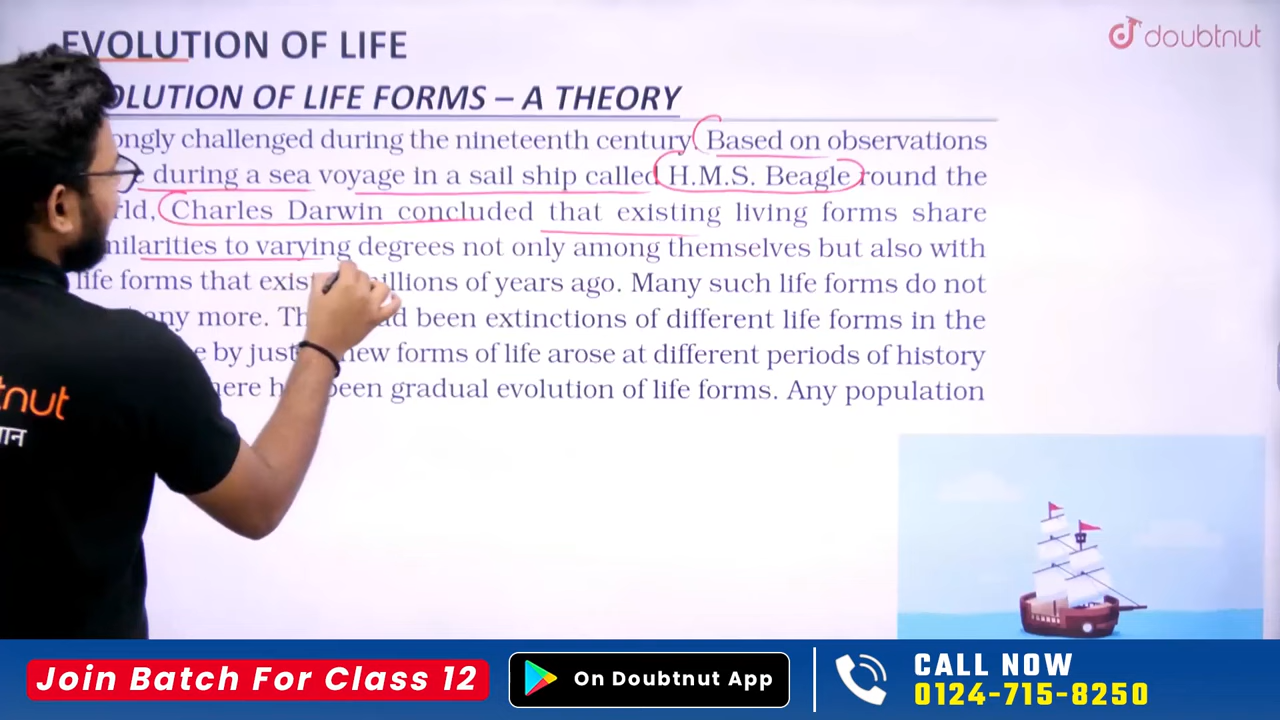 EVOLUTION OF LIFE
doubtnut
OLUTION OF LIFE FORMS – A THEORY
ongly challenged during the nineteenth century. Based on observations
during a sea voyage in a sail ship called H.M.S. Beagle round the
rld, Charles Darwin concluded that existing living forms share
milarities to varying degrees not only among themselves but also with
life forms that exist illions of years ago. Many such life forms do not
any more. Th ad been extinctions of different life forms in the
e by just new forms of life arose at different periods of history
here h been gradual evolution of life forms. Any population
tnut
Join Batch For Class 12
On Doubtnut App
CALL NOW
0124-715-8250